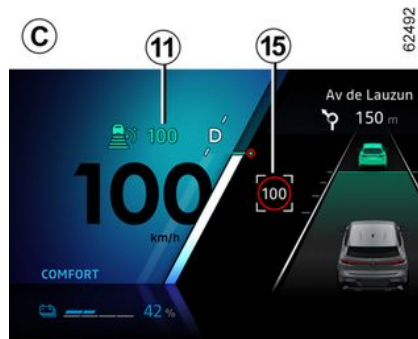 C
11
15
62492
Av de Lauzun
150 m
100
D
100
km/h
100
COMFORT
42 %